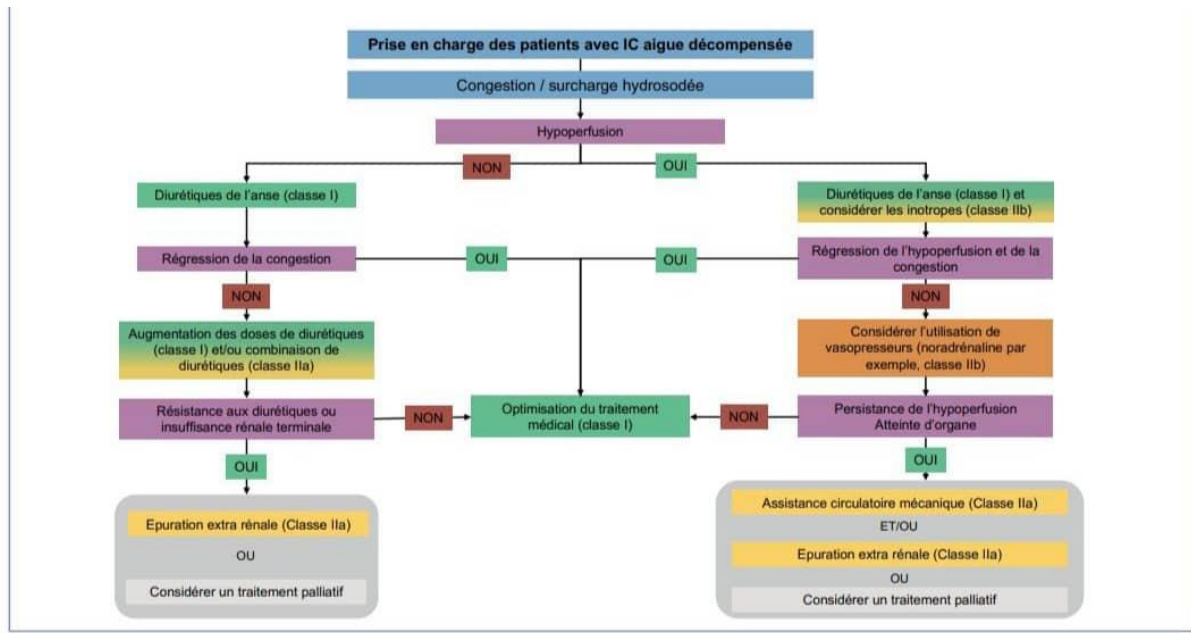 Prise en charge des patients avec IC aigue décompensée
Congestion / surcharge hydrosodée
Hypoperfusion
NON
OUI
Diurétiques de l'anse (classe I)
Diurétiques de l'anse (classe I) et
considérer les inotropes (classe IIb)
Régression de la congestion
OUI
OUI
Régression de l'hypoperfusion et de la
congestion
NON
NON
Augmentation des doses de diurétiques
(classe I) et/ou combinaison de
diurétiques (classe IIa)
Considérer l'utilisation de
vasopresseurs (noradrénaline par
exemple, classe IIb)
Résistance aux diurétiques ou
insuffisance rénale terminale
NON
Optimisation du traitement
médical (classe I)
NON
Persistance de l'hypoperfusion
Atteinte d'organe
OUI
OUI
Epuration extra rénale (Classe IIa)
OU
Considérer un traitement palliatif
Assistance circulatoire mécanique (Classe IIa)
ET/OU
Epuration extra rénale (Classe IIa)
OU
Considérer un traitement palliatif